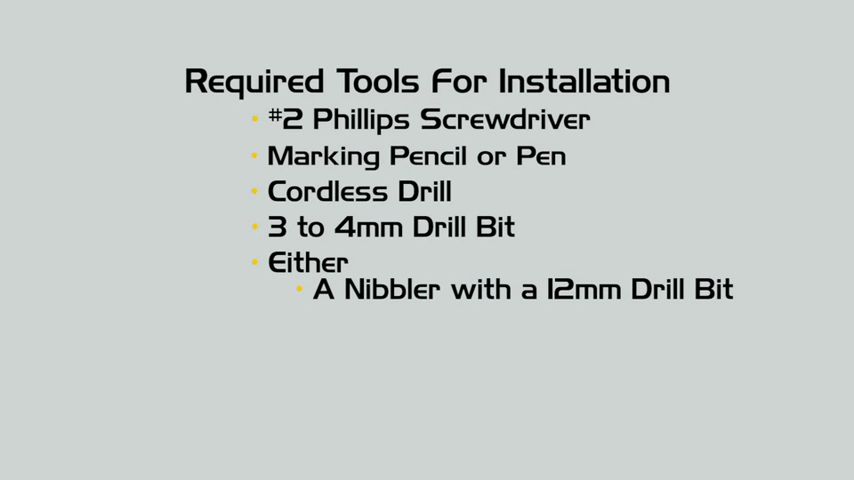 Required Tools For Installation
• #2 Phillips Screwdriver
• Marking Pencil or Pen
• Cordless Drill
• 3 to 4mm Drill Bit
• Either
• A Nibbler with a 12mm Drill Bit